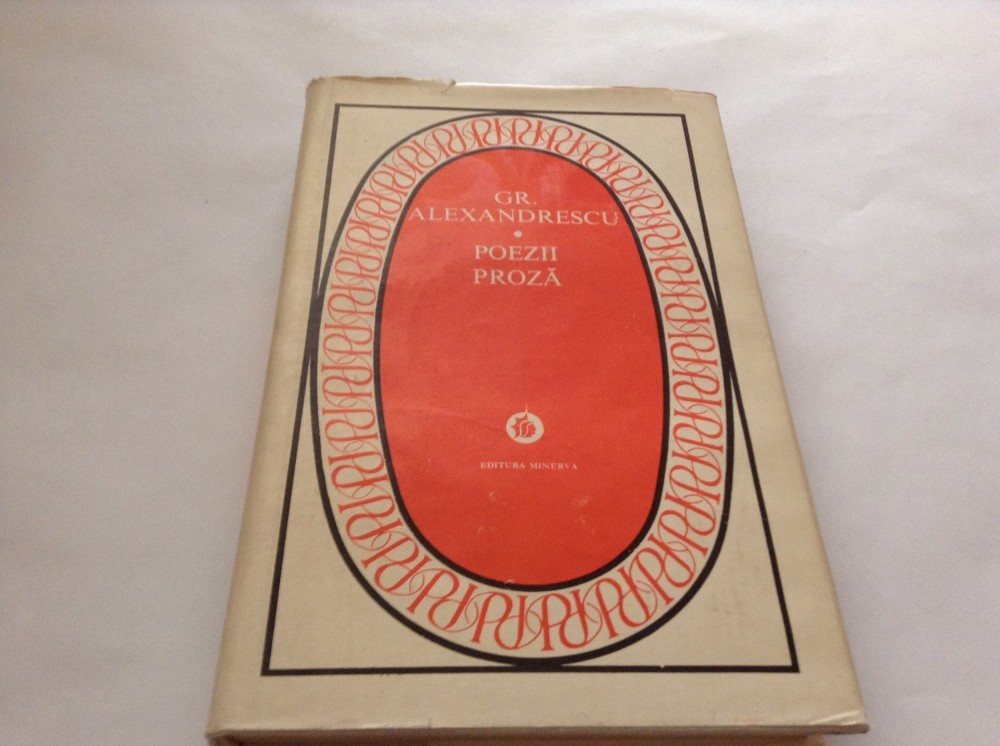 GR.
ALEXANDRESCU
•
POEZII
PROZĂ
EDITURA MINERVA